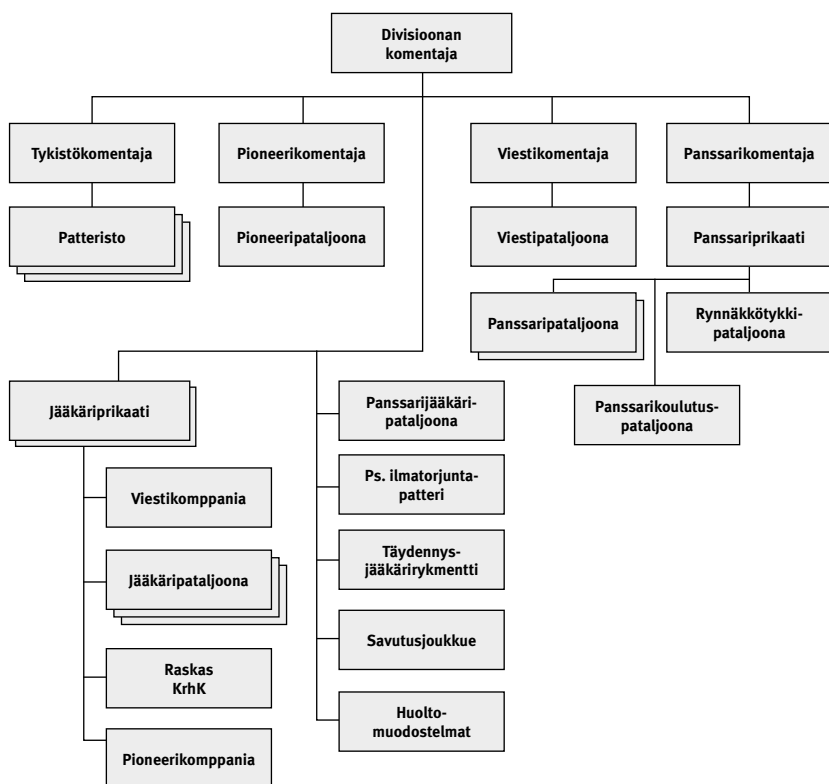 Divisioonan
komentaja
Tykistökomentaja
Pioneerikomentaja
Viestikomentaja
Panssarikomentaja
Patteristo
Pioneeripataljoona
Viestipataljoona
Panssariprikaati
Panssaripataljoona
Rynnäkkötykki-
pataljoona
Panssarikoulutus-
pataljoona
Jääkäriprikaati
Viestikomppania
Jääkäripataljoona
Raskas
KrhK
Pioneerikomppania
Panssarijääkäri-
pataljoona
Ps. ilmatorjunta-
patteri
Täydennys-
jääkärirykmentti
Savutusjoukkue
Huolto-
muodostelmat